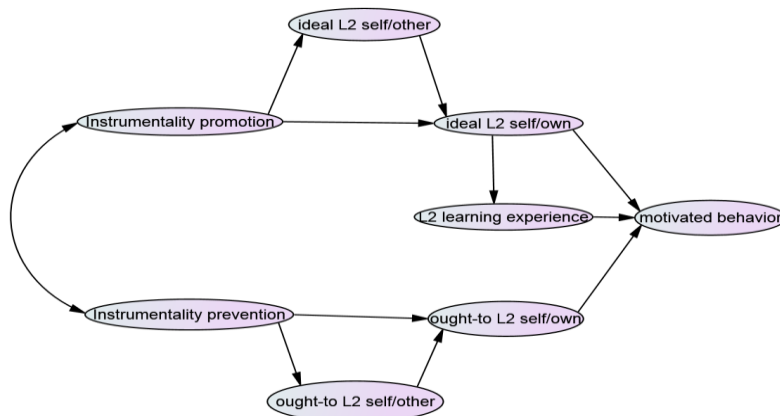 ideal L2 self/other
Instrumentality promotion
ideal L2 self/own
L2 learning experience
motivated behavior
Instrumentality prevention
ought-to L2 self/own
ought-to L2 self/other